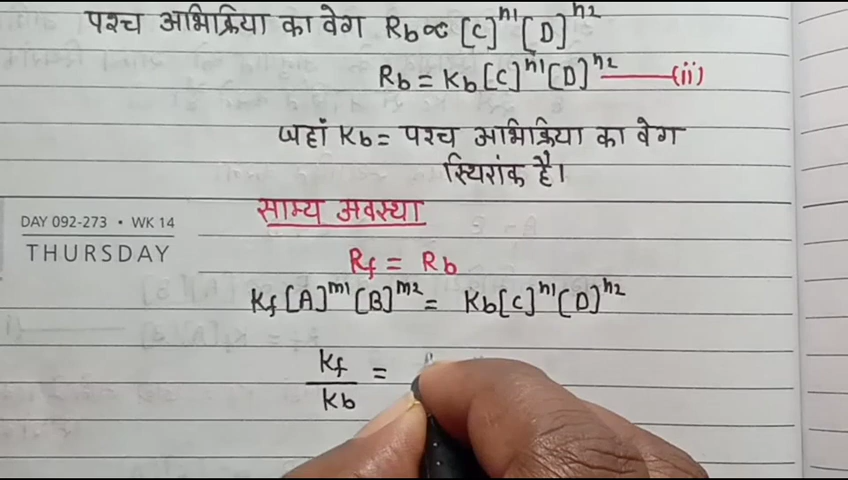 पश्च अभिक्रिया का वेग Rb ∝ [C]^n1 [D]^n2
Rb = Kb [C]^n1 [D]^n2 ——(ii)
जहां Kb = पश्च अभिक्रिया का वेग
स्थिरांक है।
DAY 092-273 • WK 14
THURSDAY
साम्य अवस्था
Rf = Rb
Kf [A]^m1 [B]^m2 = Kb [C]^n1 [D]^n2
Kf / Kb =